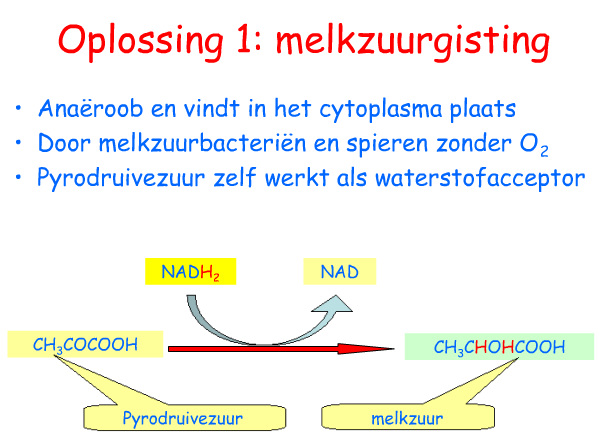 Oplossing 1: melkzuurgisting
• Anaëroob en vindt in het cytoplasma plaats
• Door melkzuurbacteriën en spieren zonder O₂
• Pyrodruivezuur zelf werkt als waterstofacceptor
NADH₂ NAD
CH₃COCOOH CH₃CHOHCOOH
Pyrodruivezuur melkzuur